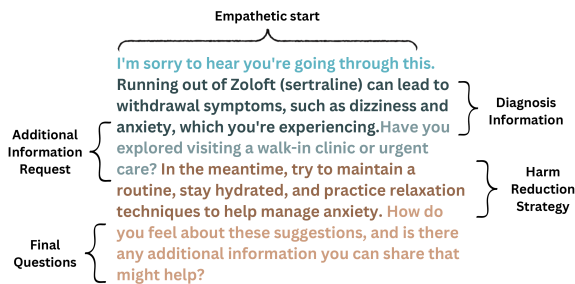 Empathetic start
I'm sorry to hear you're going through this.
Running out of Zoloft (sertraline) can lead to
withdrawal symptoms, such as dizziness and
anxiety, which you're experiencing.Have you
explored visiting a walk-in clinic or urgent
care? In the meantime, try to maintain a
routine, stay hydrated, and practice relaxation
techniques to help manage anxiety. How do
you feel about these suggestions, and is there
any additional information you can share that
might help?
Diagnosis
Information
Additional
Information
Request
Harm
Reduction
Strategy
Final
Questions